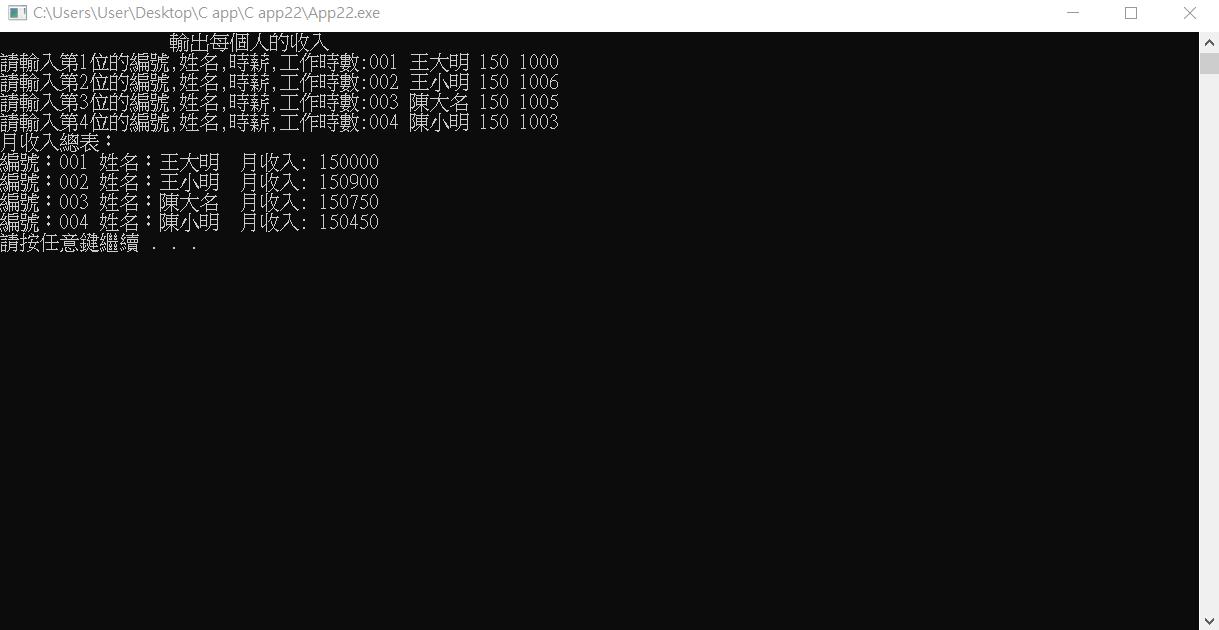 C:\Users\User\Desktop\C app\C app22\App22.exe
輸出每個人的收入
請輸入第1位的編號,姓名,時薪,工作時數:001 王大明 150 1000
請輸入第2位的編號,姓名,時薪,工作時數:002 王小明 150 1006
請輸入第3位的編號,姓名,時薪,工作時數:003 陳大名 150 1005
請輸入第4位的編號,姓名,時薪,工作時數:004 陳小明 150 1003
月收入總表：
編號：001 姓名：王大明  月收入: 150000
編號：002 姓名：王小明  月收入: 150900
編號：003 姓名：陳大名  月收入: 150750
編號：004 姓名：陳小明  月收入: 150450
請按任意鍵繼續 . . .